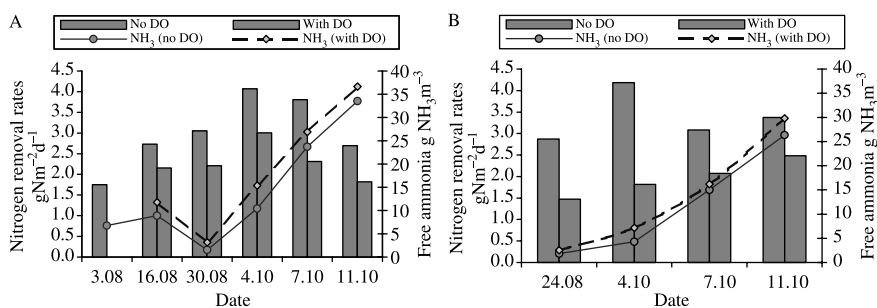 A
No DO
With DO
NH3 (no DO)
NH3 (with DO)
Nitrogen removal rates
gNm−2d−1
4.5
4.0
3.5
3.0
2.5
2.0
1.5
1.0
0.5
0.0
40
35
30
25
20
15
10
5
0
Free ammonia g NH3m−3
3.08 16.08 30.08 4.10 7.10 11.10
Date
B
No DO
With DO
NH3 (no DO)
NH3 (with DO)
Nitrogen removal rates
gNm−2d−1
4.5
4.0
3.5
3.0
2.5
2.0
1.5
1.0
0.5
0.0
40
35
30
25
20
15
10
5
0
Free ammonia g NH3m−3
24.08 4.10 7.10 11.10
Date